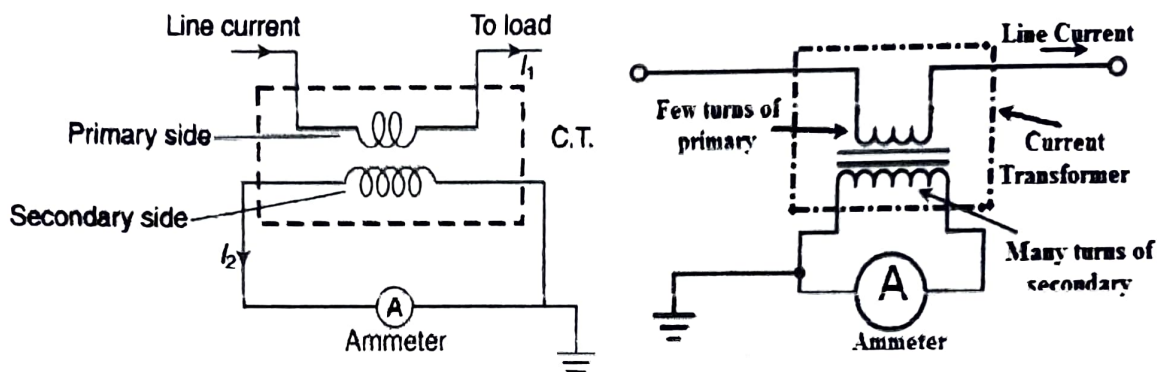 Line current
To load
I₁
Primary side
C.T.
Secondary side
I₂
A
Ammeter
Line Current
Few turns of
primary
Current
Transformer
Many turns of
secondary
A
Ammeter